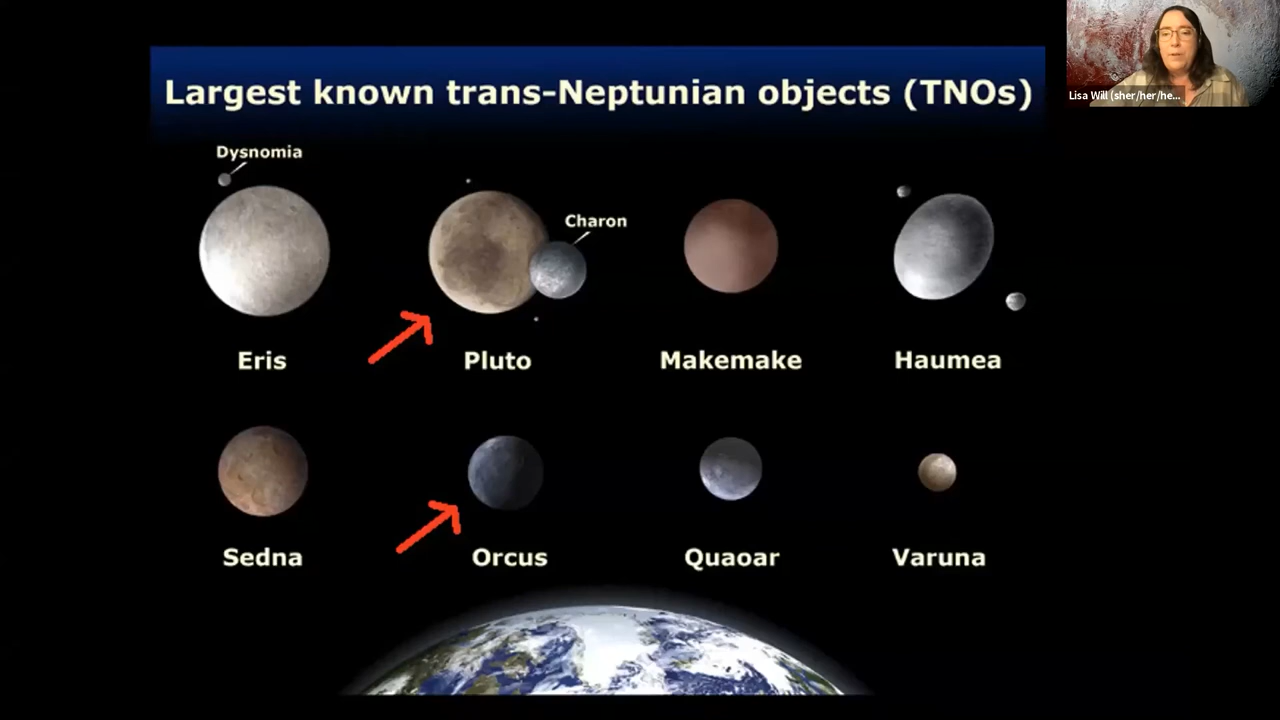 Largest known trans-Neptunian objects (TNOs)
Lisa Will (sher/her/he...
Dysnomia
Charon
Eris
Pluto
Makemake
Haumea
Sedna
Orcus
Quaoar
Varuna